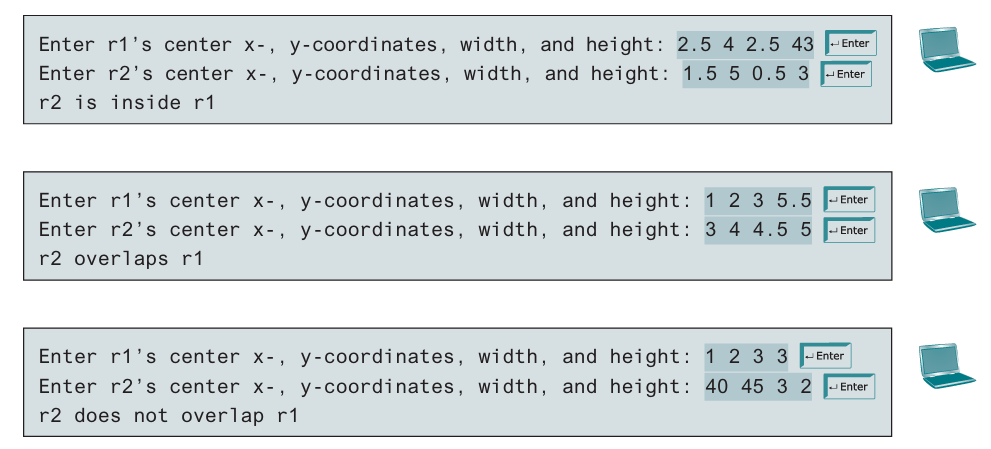 Enter r1’s center x-, y-coordinates, width, and height: 2.5 4 2.5 43 ↵Enter
Enter r2’s center x-, y-coordinates, width, and height: 1.5 5 0.5 3 ↵Enter
r2 is inside r1
Enter r1’s center x-, y-coordinates, width, and height: 1 2 3 5.5 ↵Enter
Enter r2’s center x-, y-coordinates, width, and height: 3 4 4.5 5 ↵Enter
r2 overlaps r1
Enter r1’s center x-, y-coordinates, width, and height: 1 2 3 3 ↵Enter
Enter r2’s center x-, y-coordinates, width, and height: 40 45 3 2 ↵Enter
r2 does not overlap r1